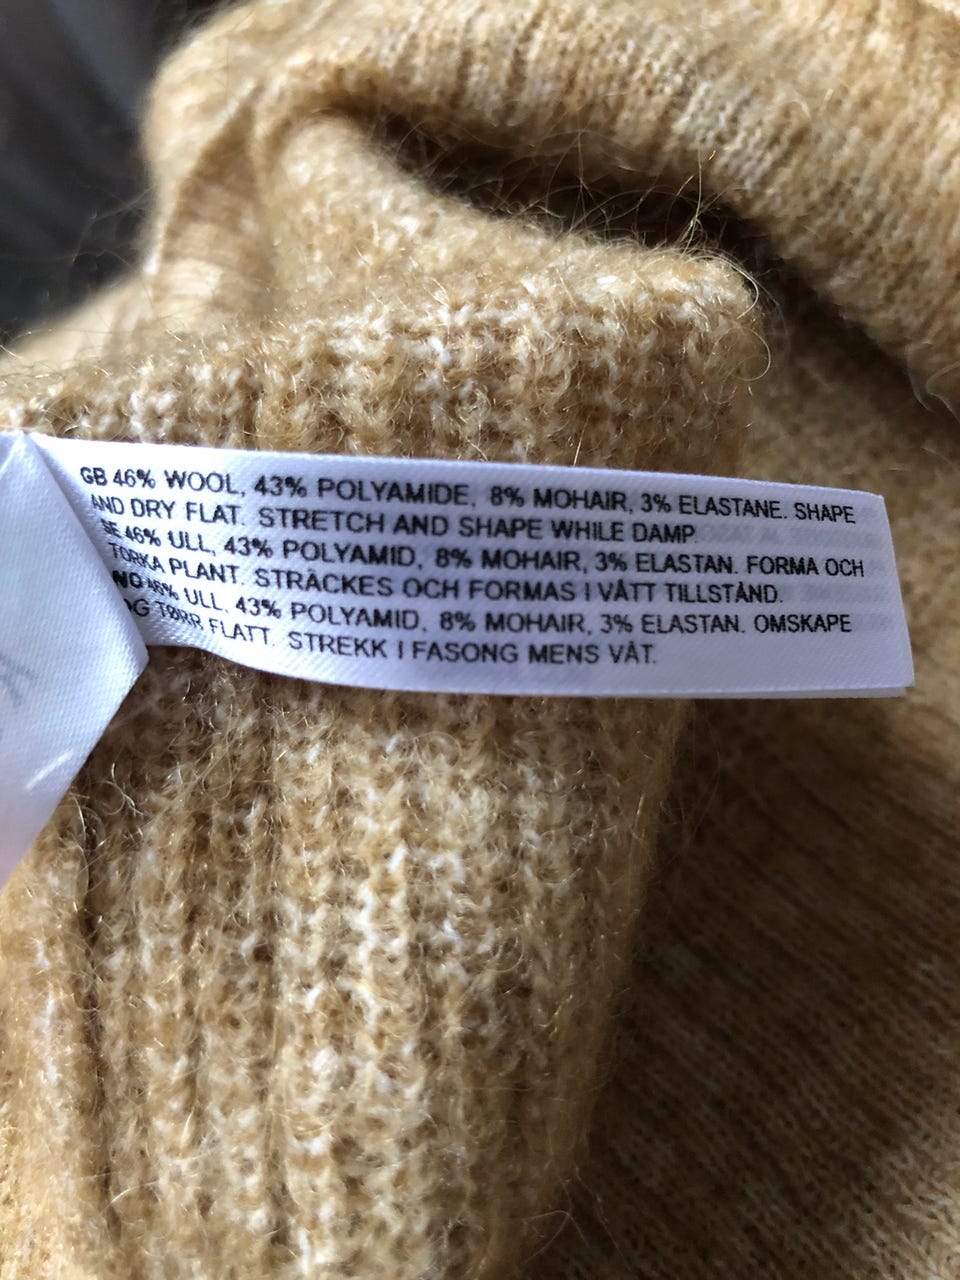 GB 46% WOOL, 43% POLYAMIDE, 8% MOHAIR, 3% ELASTANE. SHAPE
AND DRY FLAT. STRETCH AND SHAPE WHILE DAMP.
SE 46% ULL, 43% POLYAMID, 8% MOHAIR, 3% ELASTAN. FORMA OCH
TORKA PLANT. STRÄCKES OCH FORMAS I VÅTT TILLSTÅND.
NO 46% ULL, 43% POLYAMID, 8% MOHAIR, 3% ELASTAN. OMSKAPE
OG TØRR FLATT. STREKK I FASONG MENS VÅT.